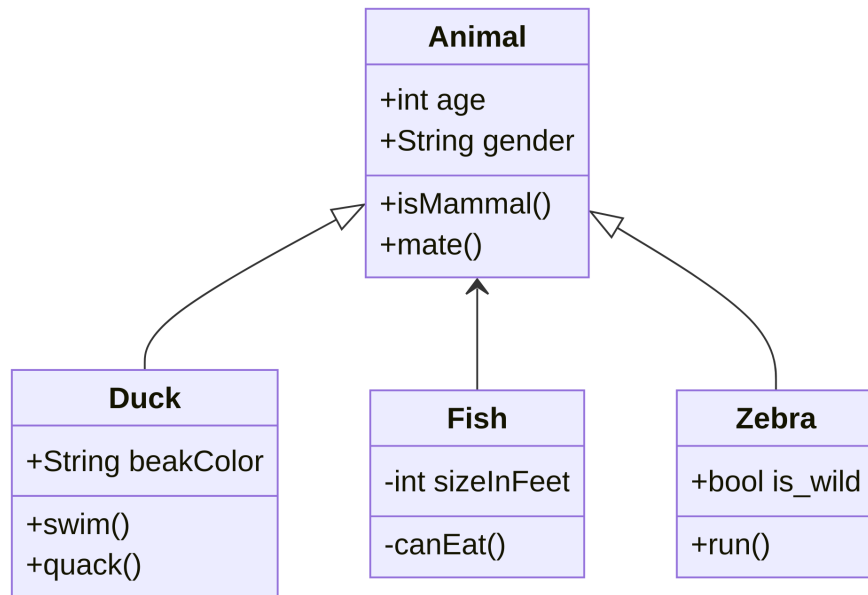 Animal
+int age
+String gender
+isMammal()
+mate()
Duck
+String beakColor
+swim()
+quack()
Fish
-int sizeInFeet
-canEat()
Zebra
+bool is_wild
+run()